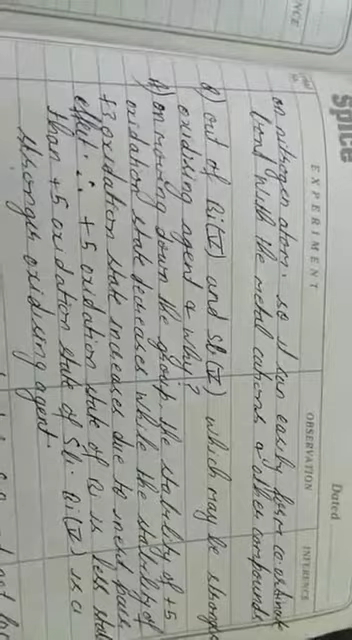 Spice
Dated
EXPERIMENT OBSERVATION INFERENCE
on nitrogen atom. so it can easily form co-ordinate
bond with the metal cations & other compounds
Q) out of Bi(V) and Sb(V) which may be stronge
oxidising agent & why?
A) on moving down the group. the stability of +5
oxidation state decreases while the stability of
+3 oxidation state increases due to inert pair
effect. ∴ +5 oxidation state of Bi is less stab
than +5 oxidation state of Sb. Bi(V) is a
stronger oxidising agent